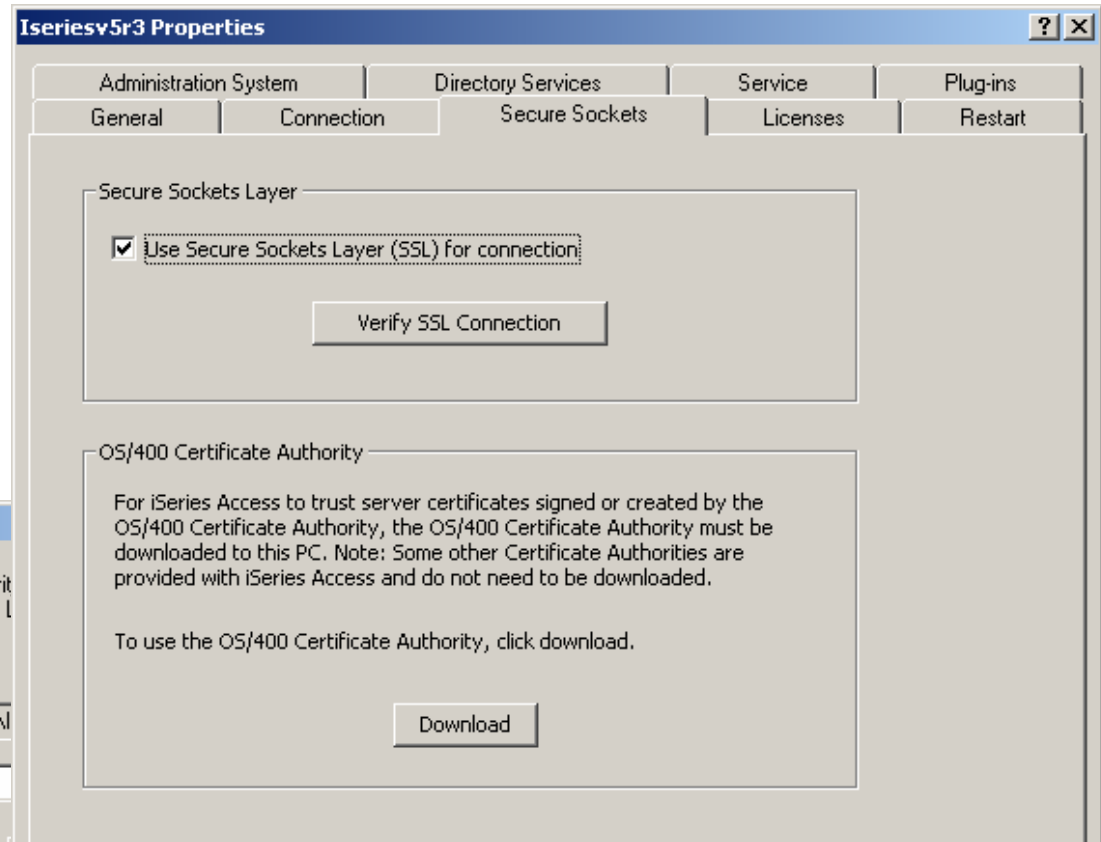 Iseriesv5r3 Properties
Administration System
Directory Services
Service
Plug-ins
General
Connection
Secure Sockets
Licenses
Restart
Secure Sockets Layer
Use Secure Sockets Layer (SSL) for connection
Verify SSL Connection
OS/400 Certificate Authority
For iSeries Access to trust server certificates signed or created by the
OS/400 Certificate Authority, the OS/400 Certificate Authority must be
downloaded to this PC. Note: Some other Certificate Authorities are
provided with iSeries Access and do not need to be downloaded.
To use the OS/400 Certificate Authority, click download.
Download